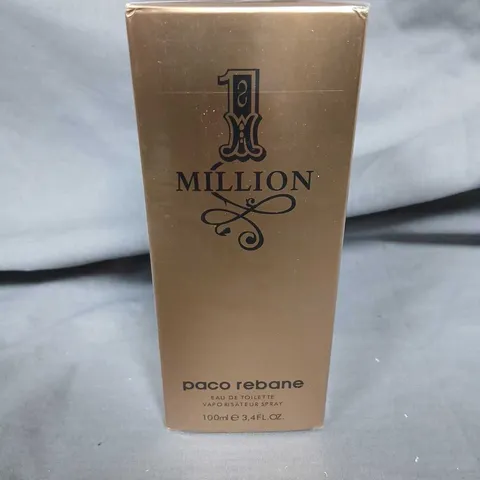 1
MILLION
paco rebane
EAU DE TOILETTE
VAPORISATEUR SPRAY
100ml e 3,4FL.OZ.